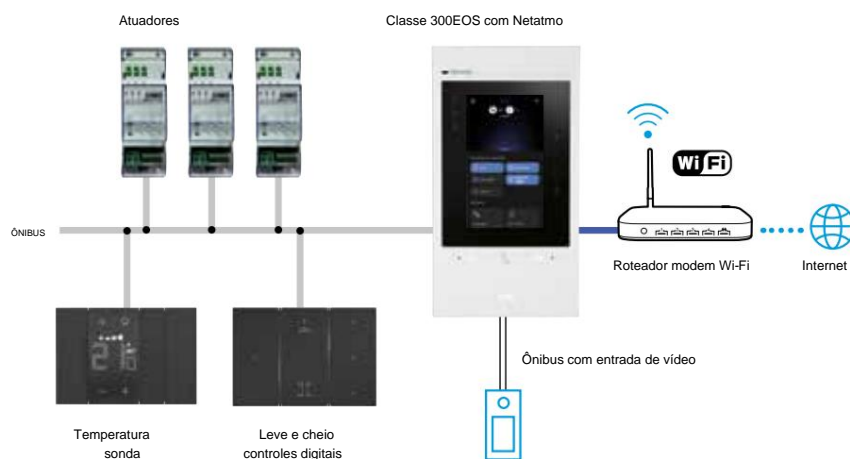 Atuadores
Classe 300EOS com Netatmo
WiFi
ÔNIBUS
Roteador modem Wi-Fi
Internet
Ônibus com entrada de vídeo
Temperatura
sonda
Leve e cheio
controles digitais